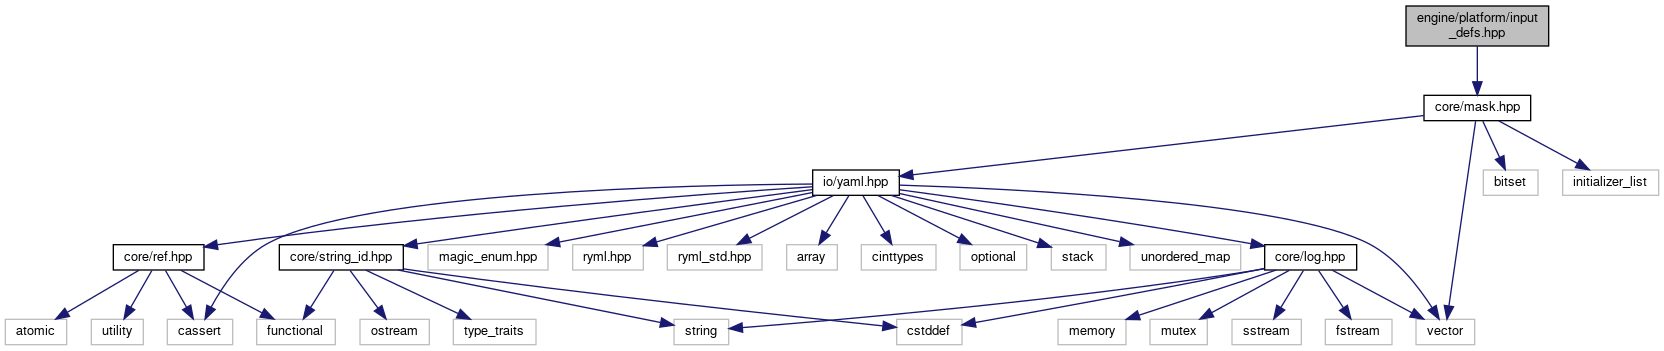 engine/platform/input
_defs.hpp
core/mask.hpp
io/yaml.hpp
bitset
initializer_list
core/ref.hpp
core/string_id.hpp
magic_enum.hpp
ryml.hpp
ryml_std.hpp
array
cinttypes
optional
stack
unordered_map
core/log.hpp
atomic
utility
cassert
functional
ostream
type_traits
string
cstddef
memory
mutex
sstream
fstream
vector